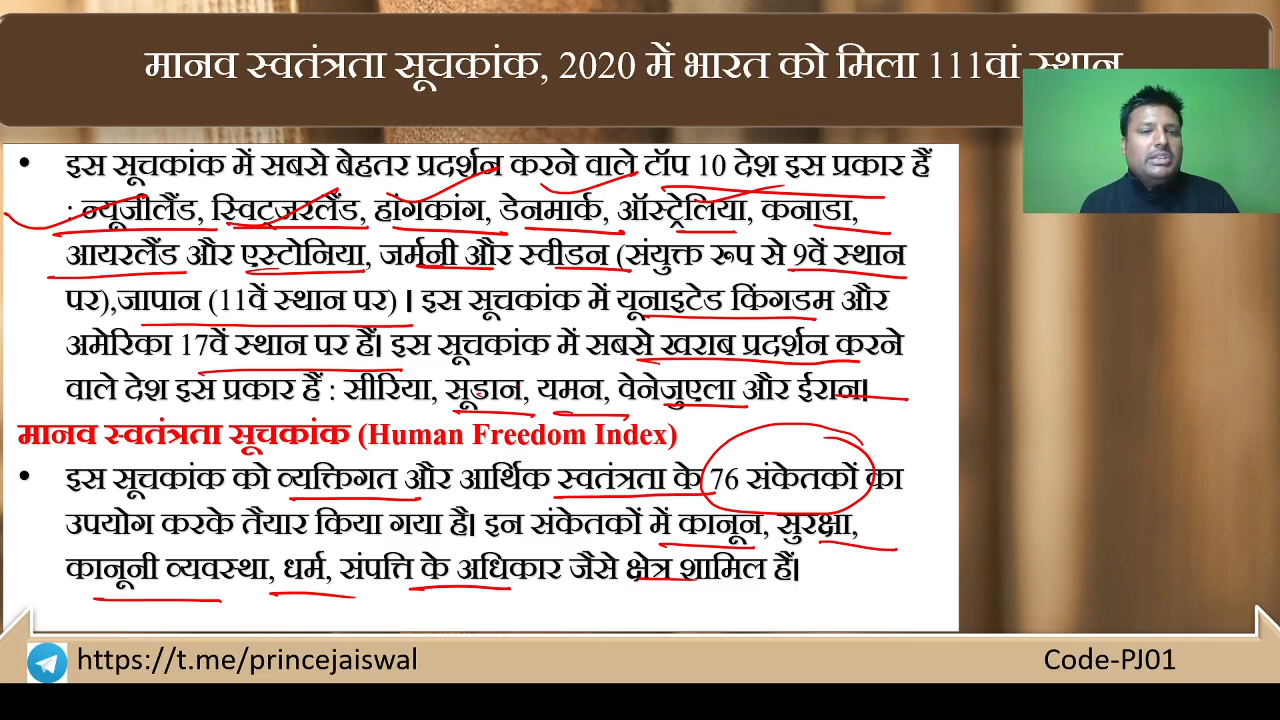 मानव स्वतंत्रता सूचकांक, 2020 में भारत को मिला 111वां स्थान
• इस सूचकांक में सबसे बेहतर प्रदर्शन करने वाले टॉप 10 देश इस प्रकार हैं
: न्यूजीलैंड, स्विट्जरलैंड, हांगकांग, डेनमार्क, ऑस्ट्रेलिया, कनाडा,
आयरलैंड और एस्टोनिया, जर्मनी और स्वीडन (संयुक्त रूप से 9वें स्थान
पर),जापान (11वें स्थान पर) । इस सूचकांक में यूनाइटेड किंगडम और
अमेरिका 17वें स्थान पर हैं। इस सूचकांक में सबसे खराब प्रदर्शन करने
वाले देश इस प्रकार हैं : सीरिया, सूडान, यमन, वेनेजुएला और ईरान।
मानव स्वतंत्रता सूचकांक (Human Freedom Index)
• इस सूचकांक को व्यक्तिगत और आर्थिक स्वतंत्रता के 76 संकेतकों का
उपयोग करके तैयार किया गया है। इन संकेतकों में कानून, सुरक्षा,
कानूनी व्यवस्था, धर्म, संपत्ति के अधिकार जैसे क्षेत्र शामिल हैं।
https://t.me/princejaiswal
Code-PJ01